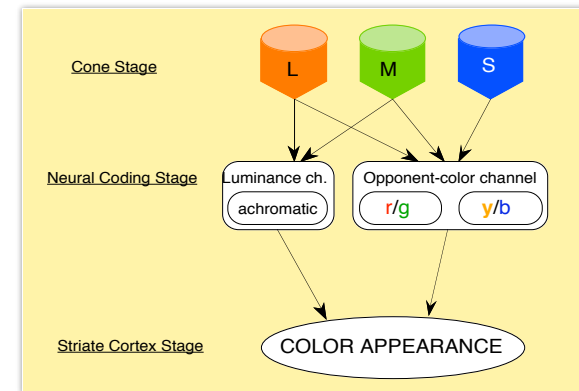 Cone Stage
L
M
S
Neural Coding Stage
Luminance ch.
achromatic
Opponent-color channel
r/g
y/b
Striate Cortex Stage
COLOR APPEARANCE